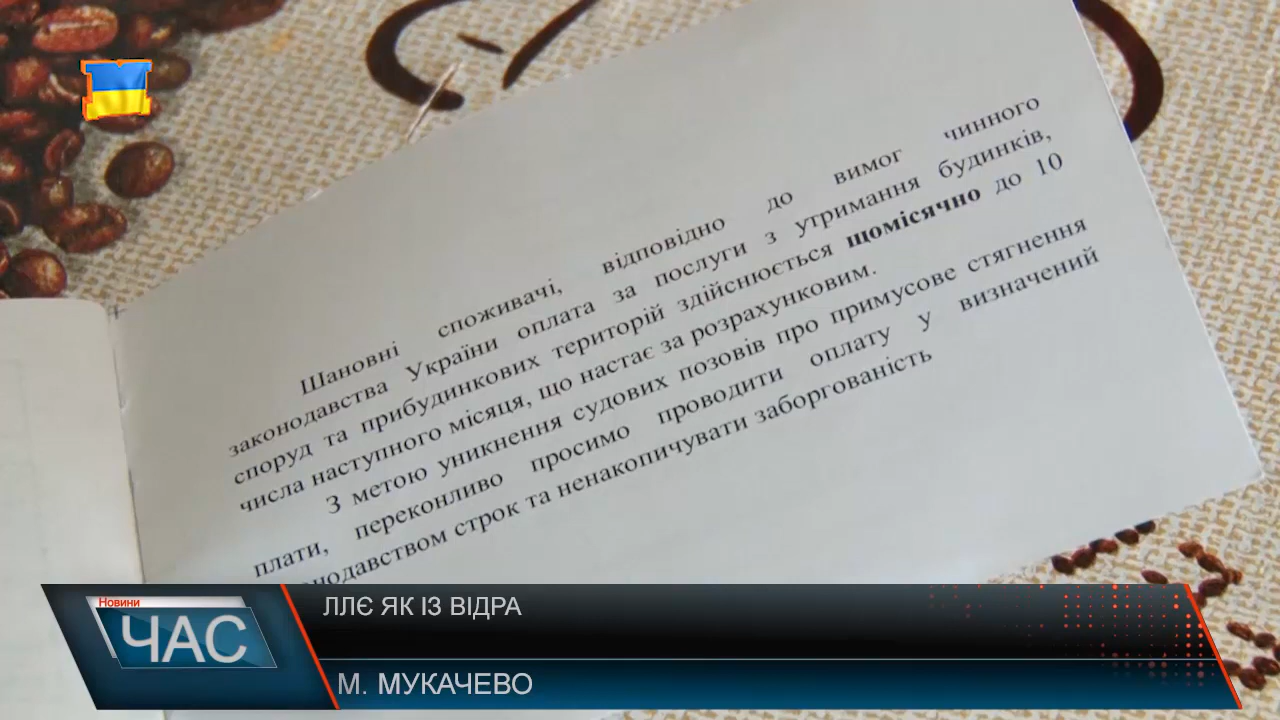 Шановні споживачі, відповідно до вимог чинного
законодавства України оплата за послуги з утримання будинків,
споруд та прибудинкових територій здійснюється щомісячно до 10
числа наступного місяця, що настає за розрахунковим.
З метою уникнення судових позовів про примусове стягнення
плати, переконливо просимо проводити оплату у визначений
строк та ненакопичувати заборгованість
Новини
ЧАС
ЛЛЄ ЯК ІЗ ВІДРА
М. МУКАЧЕВО